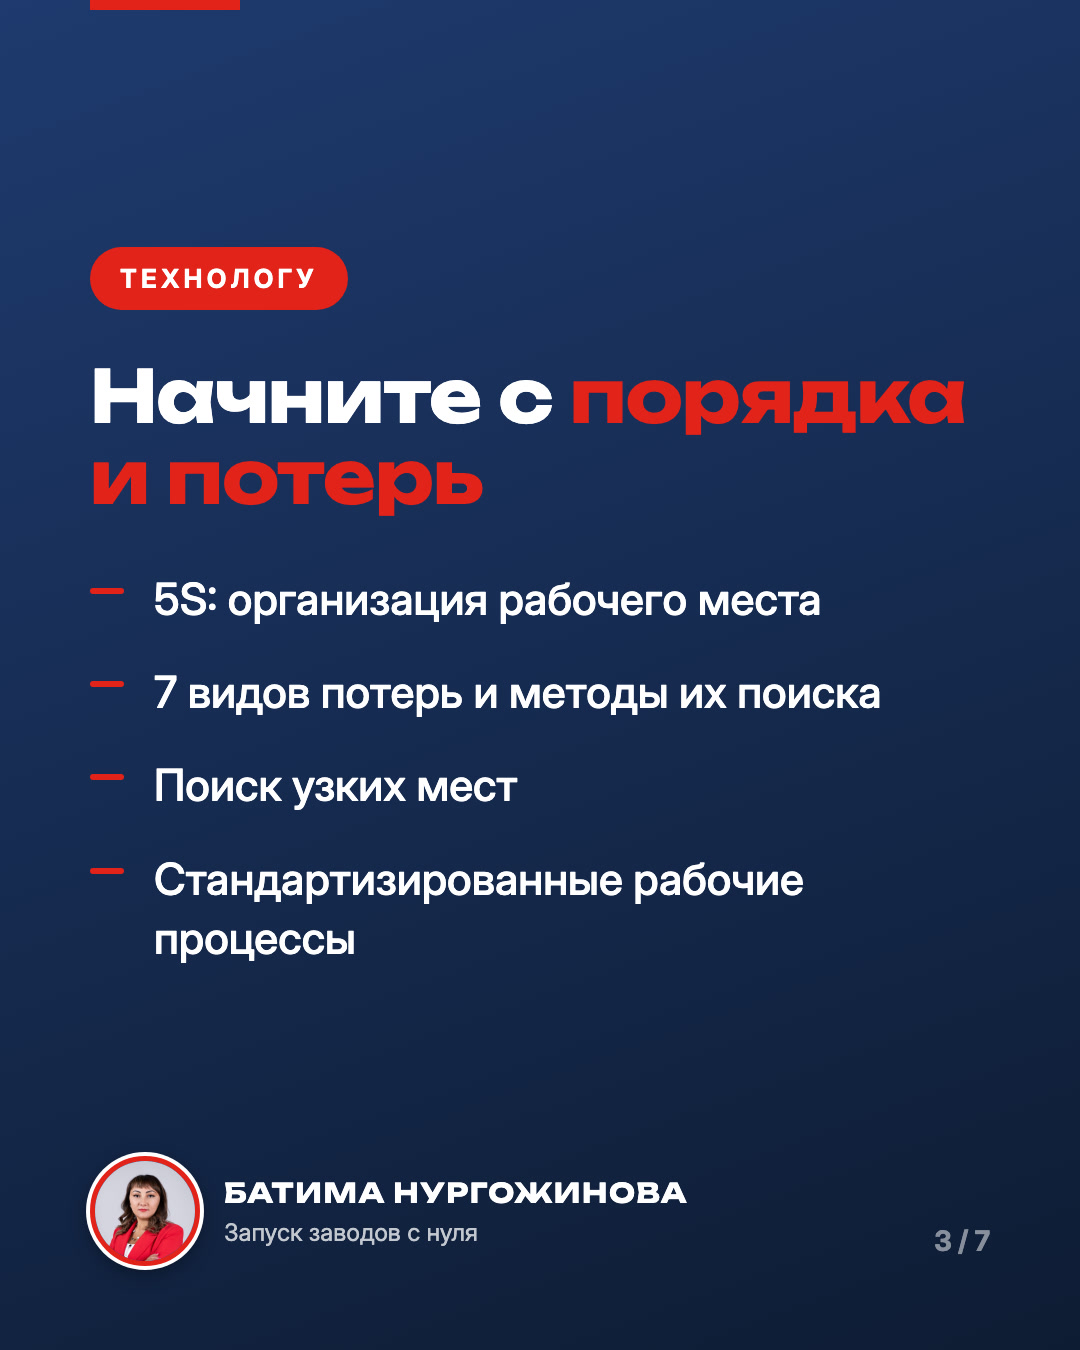 ТЕХНОЛОГУ
Начните с порядка
и потерь
5S: организация рабочего места
7 видов потерь и методы их поиска
Поиск узких мест
Стандартизированные рабочие
процессы
БАТИМА НУРГОЖИНОВА
Запуск заводов с нуля
3 / 7